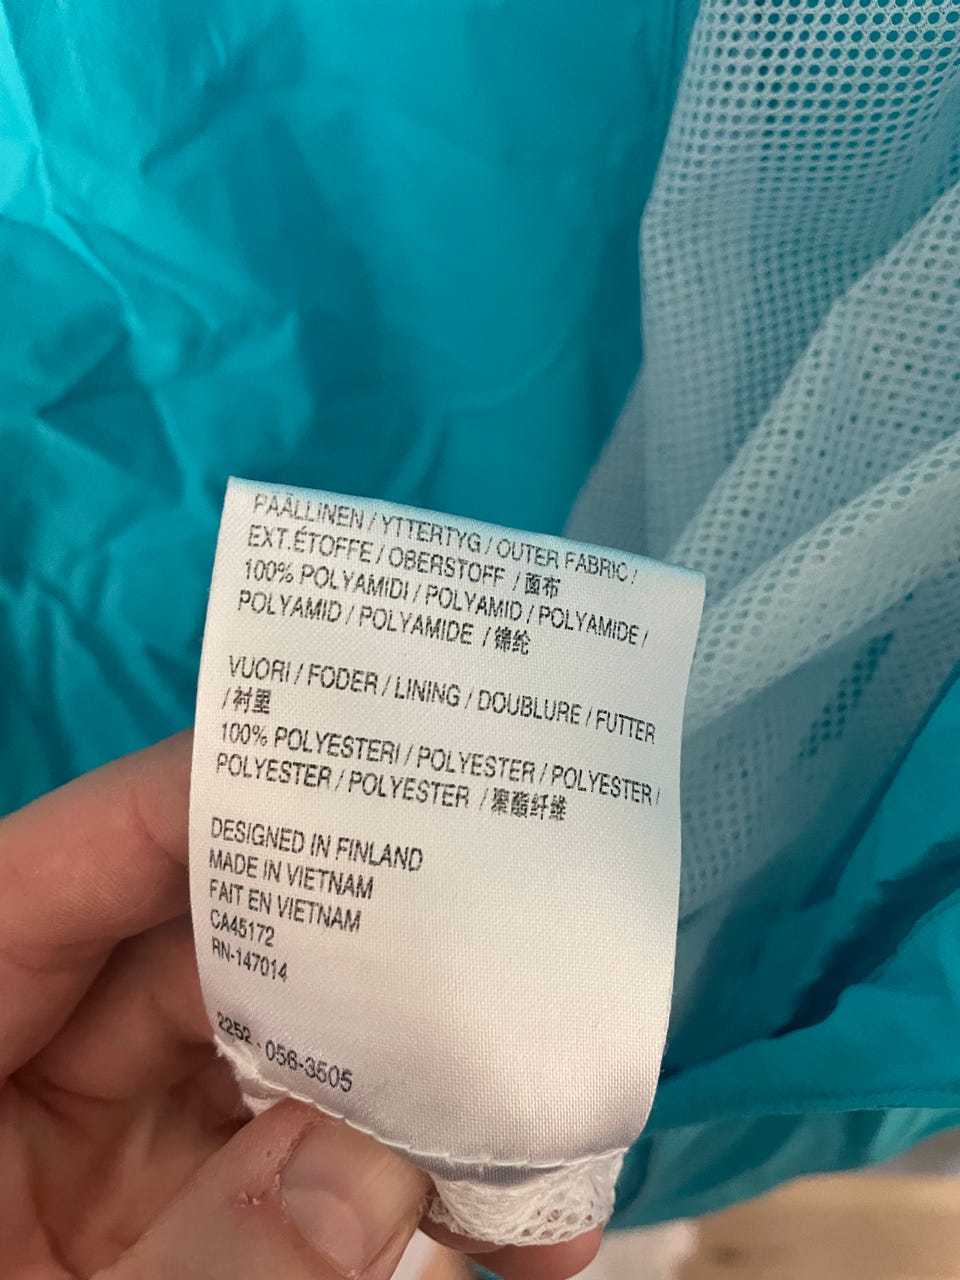 PÄÄLLINEN / YTTERTYG / OUTER FABRIC /
EXT.ÉTOFFE / OBERSTOFF / 面布
100% POLYAMIDI / POLYAMID / POLYAMIDE /
POLYAMID / POLYAMIDE / 锦纶
VUORI / FODER / LINING / DOUBLURE / FUTTER
/ 衬里
100% POLYESTERI / POLYESTER / POLYESTER /
POLYESTER / POLYESTER / 聚酯纤维
DESIGNED IN FINLAND
MADE IN VIETNAM
FAIT EN VIETNAM
CA45172
RN-147014
2252 - 056-3505